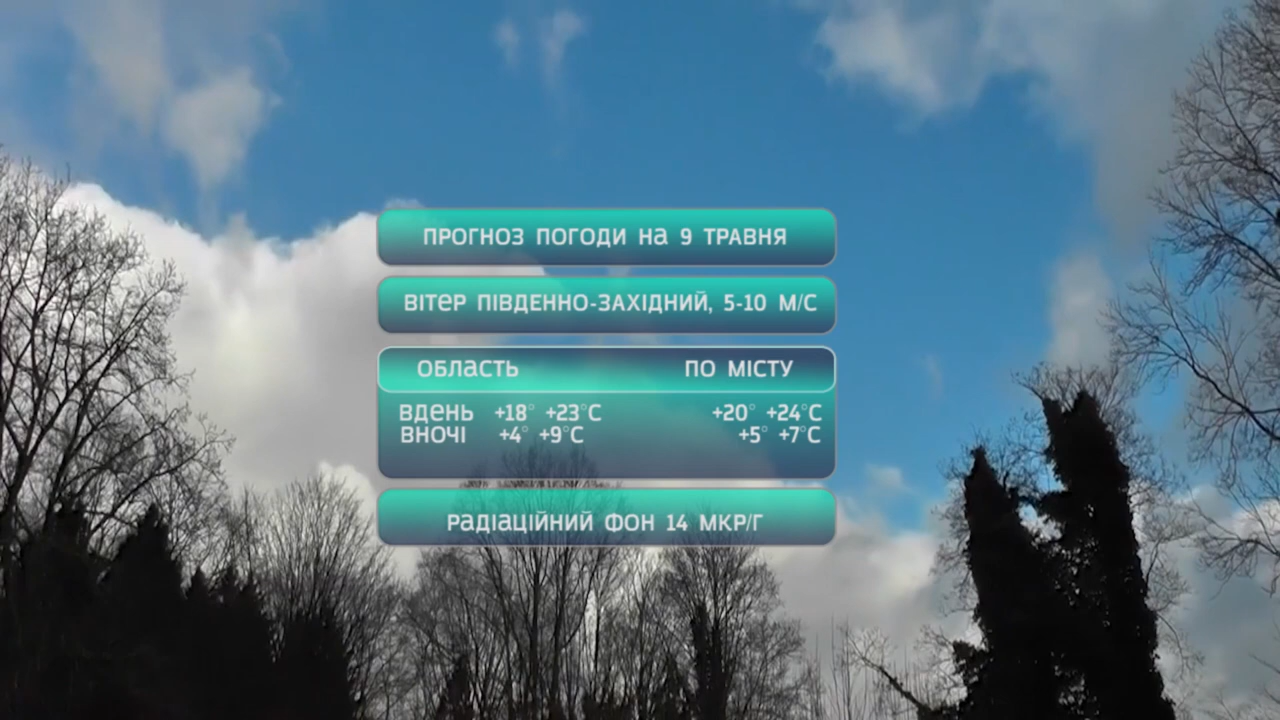 ПРОГНОЗ ПОГОДИ На 9 ТРАВНЯ
ВІТеР ПІВДЕННО-ЗАХІДНИЙ, 5-10 М/С
ОБЛАСТЬ ПО МІСТУ
ВДеНЬ +18° +23°С +20° +24°С
ВНОЧІ +4° +9°С +5° +7°С
РаДІаЦІЙНИЙ ФОН 14 МКР/Г